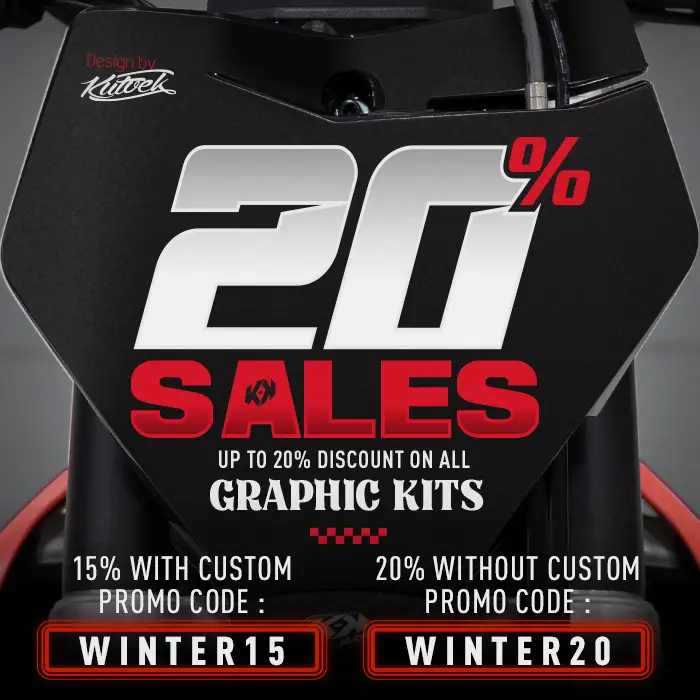 Design by
Kutvek
20%
SALES
UP TO 20% DISCOUNT ON ALL
GRAPHIC KITS
15% WITH CUSTOM
PROMO CODE :
WINTER15
20% WITHOUT CUSTOM
PROMO CODE :
WINTER20